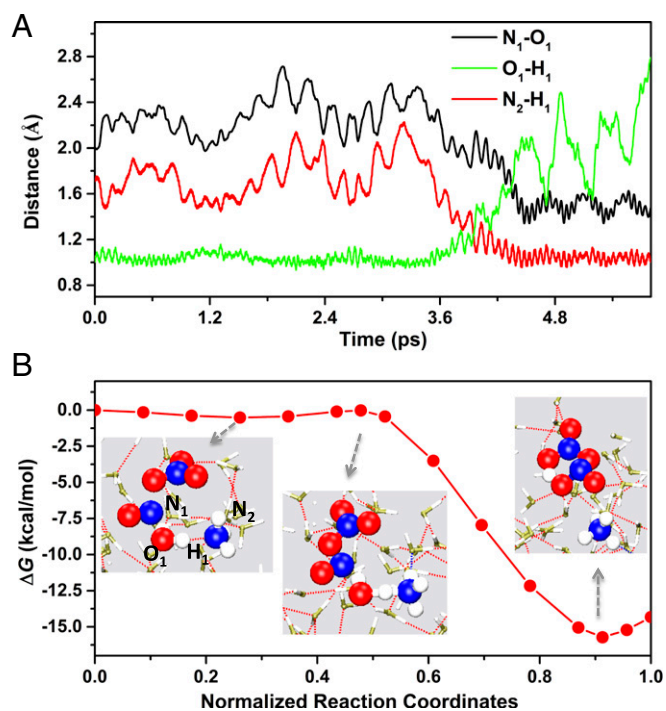 A
N₁-O₁
O₁-H₁
N₂-H₁
2.8
2.4
2.0
1.6
1.2
0.8
Distance (Å)
0.0 1.2 2.4 3.6 4.8
Time (ps)
B
0.0
-2.5
-5.0
-7.5
-10.0
-12.5
-15.0
ΔG (kcal/mol)
N₁ N₂
O₁ H₁
0.0 0.2 0.4 0.6 0.8 1.0
Normalized Reaction Coordinates